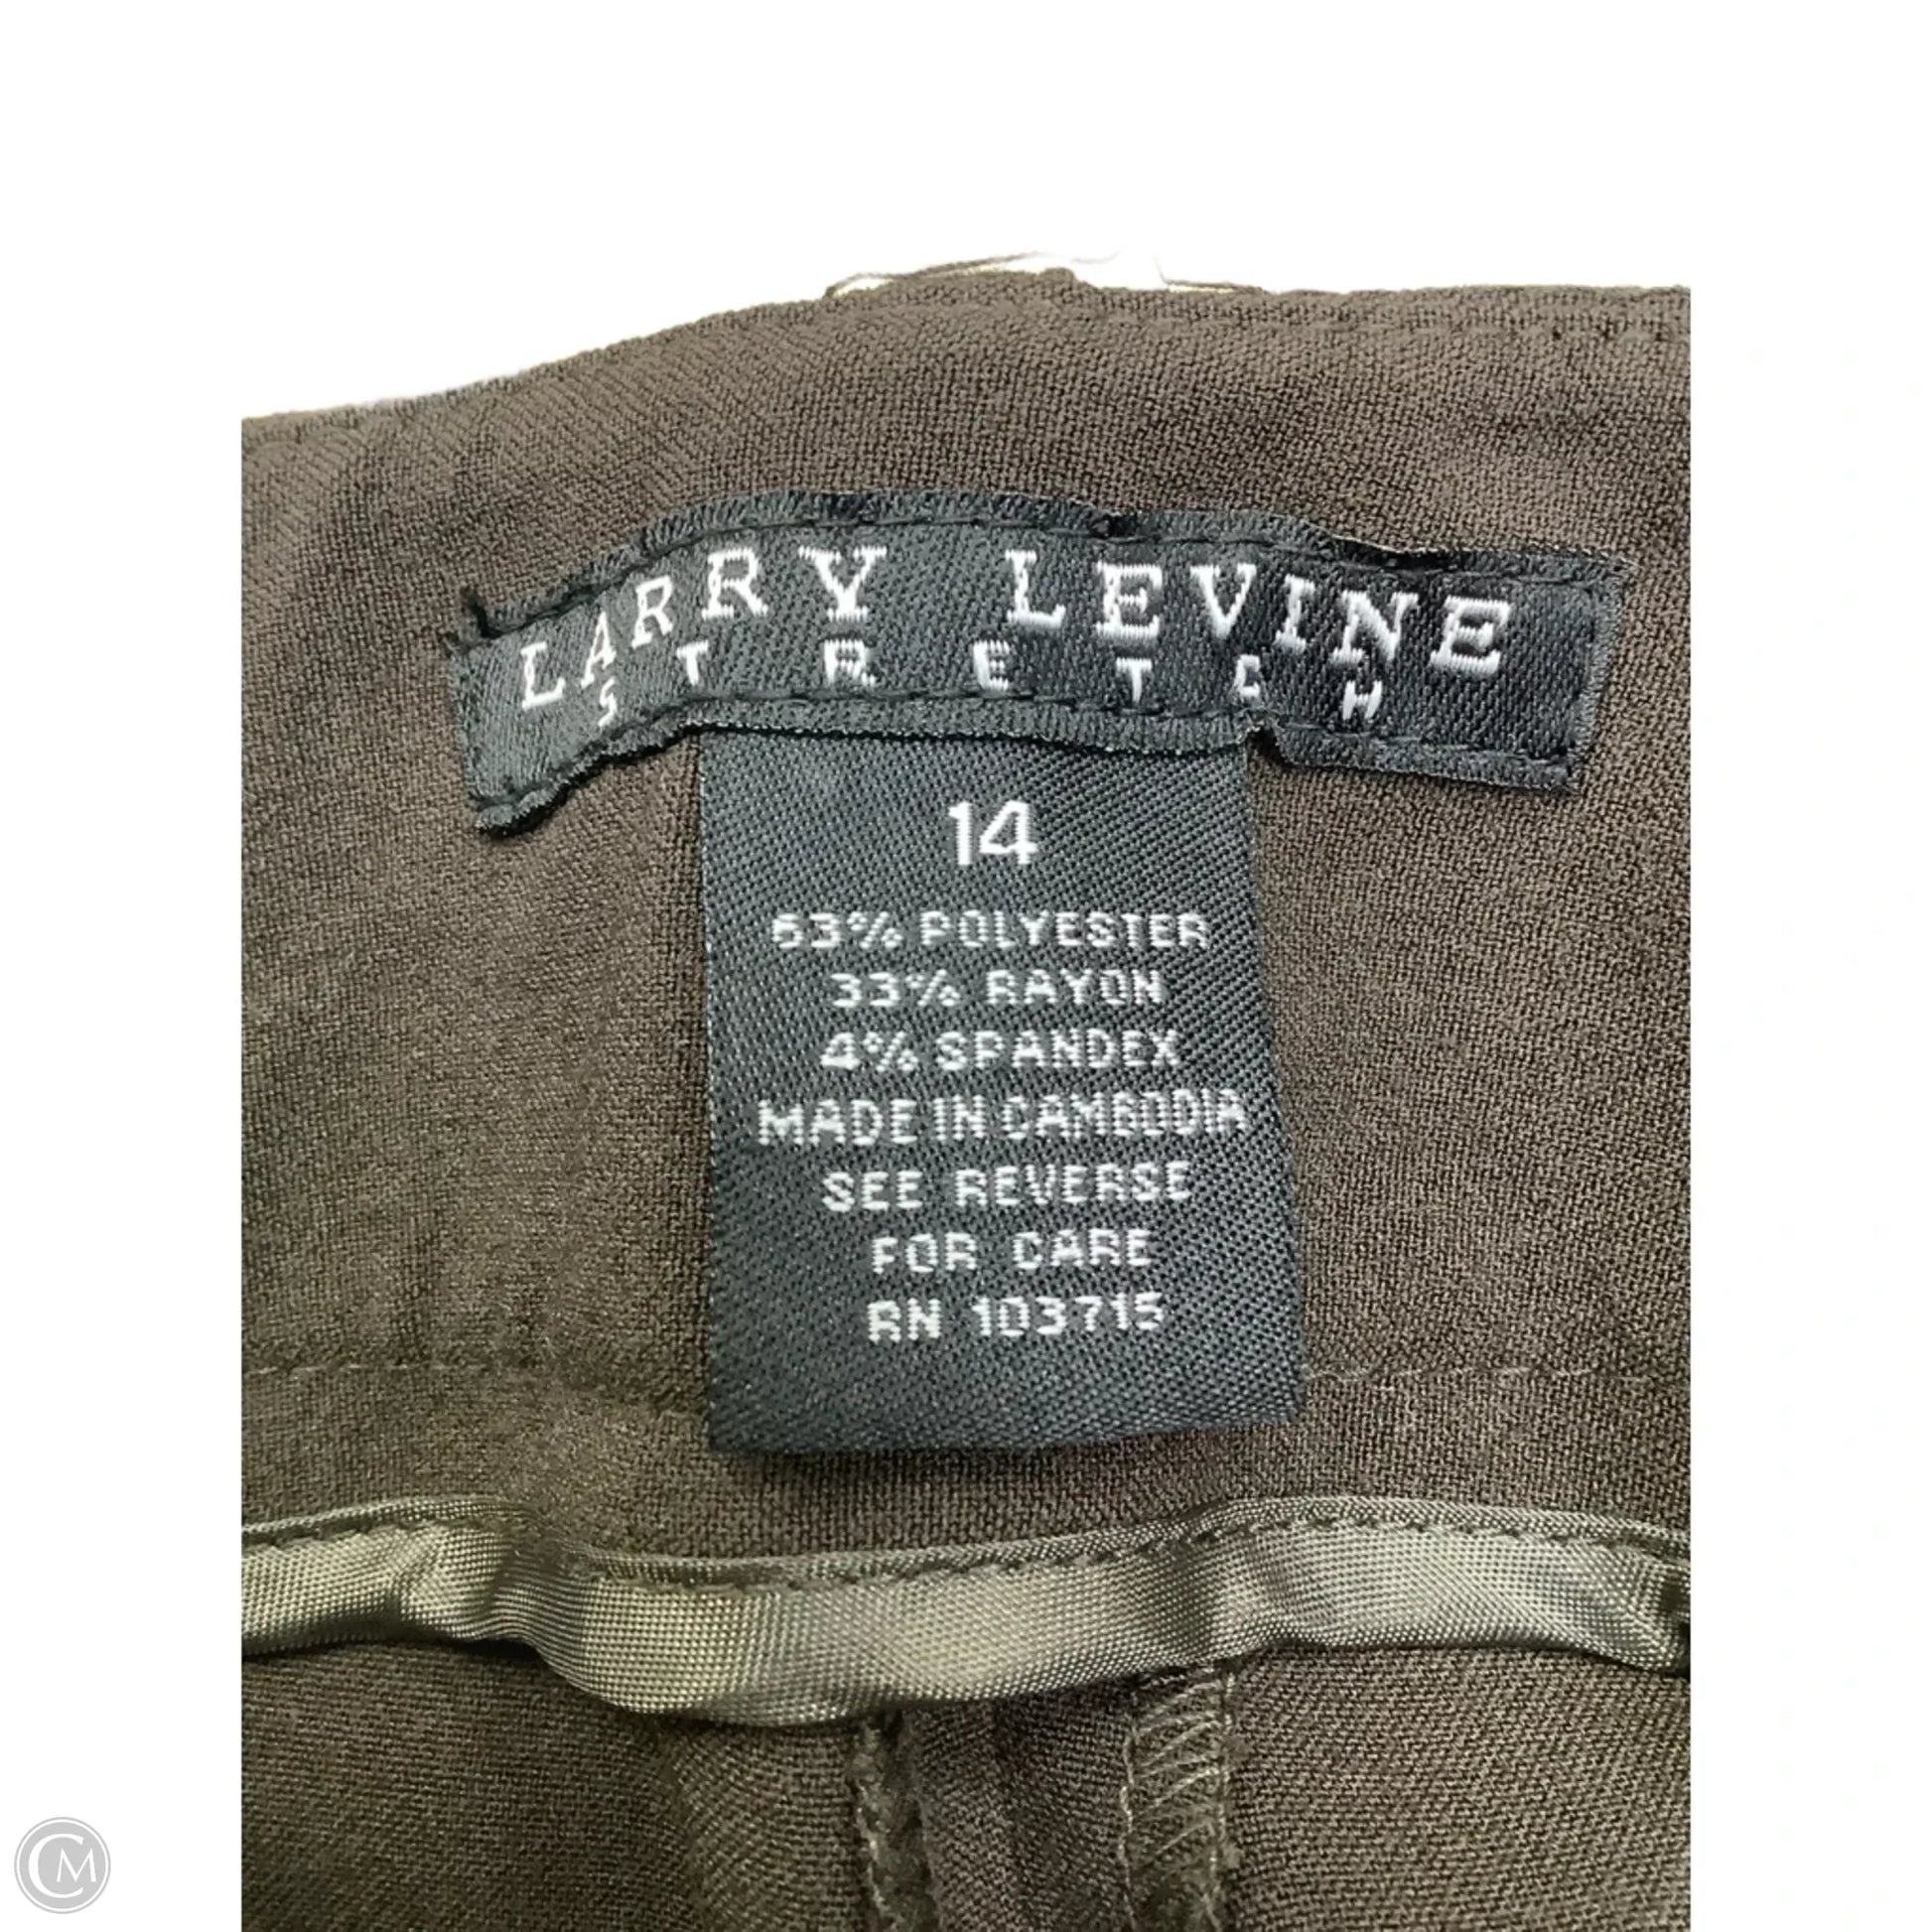 LARRY LEVINE
STRETCH
14
63% POLYESTER
33% RAYON
4% SPANDEX
MADE IN CAMBODIA
SEE REVERSE
FOR CARE
RN 103715
CM